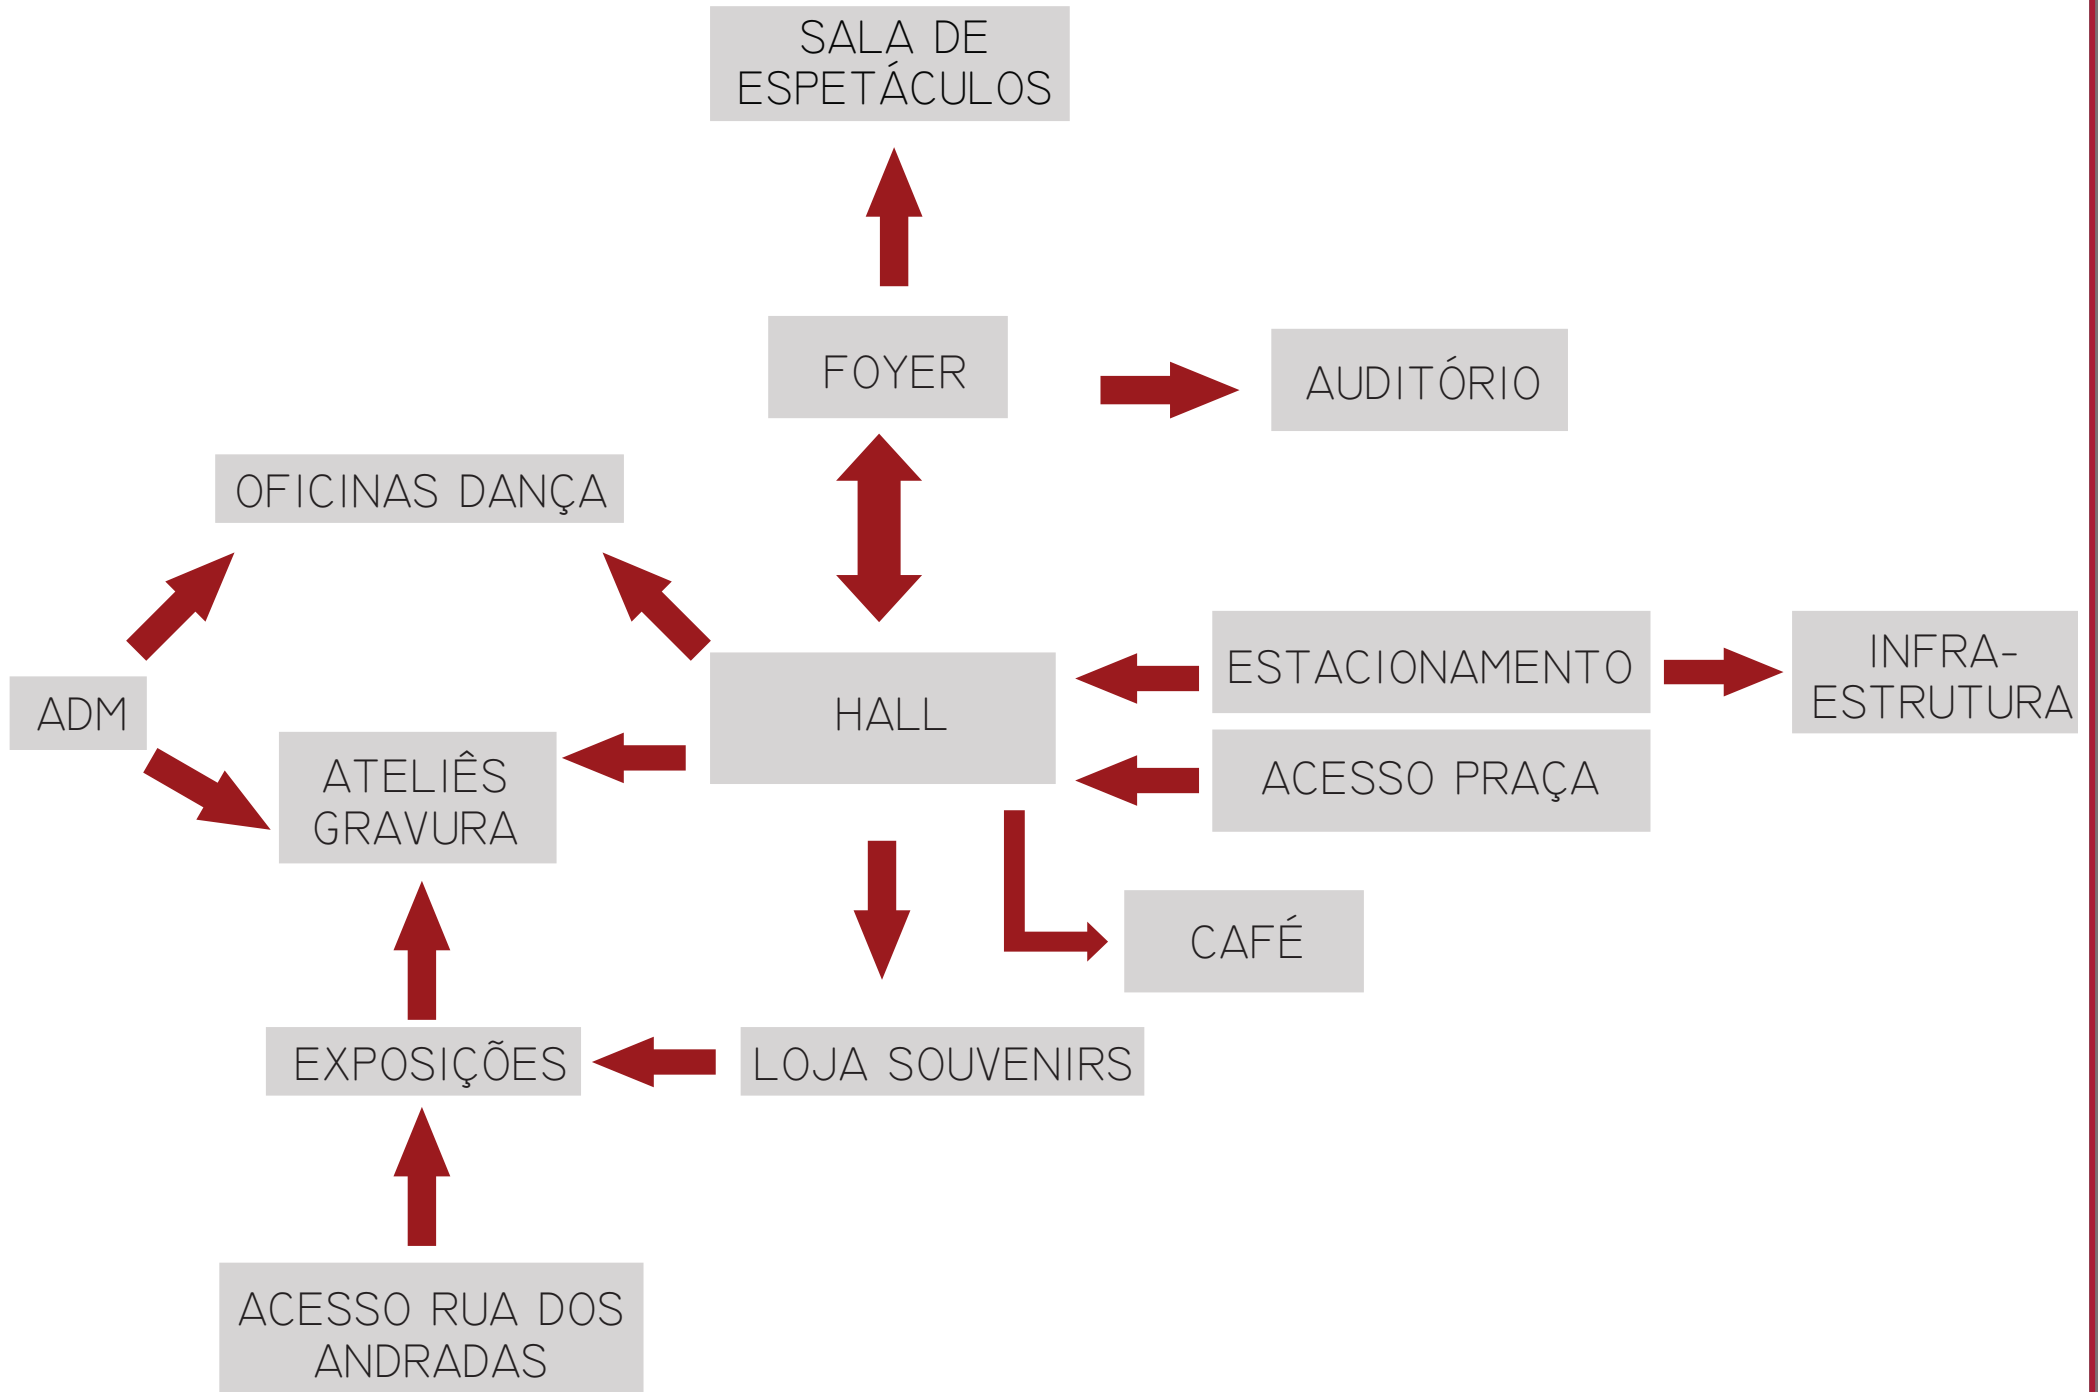 SALA DE
ESPETÁCULOS
FOYER
AUDITÓRIO
OFICINAS DANÇA
ESTACIONAMENTO
INFRA-
ESTRUTURA
ADM
HALL
ATELIÊS
GRAVURA
ACESSO PRAÇA
CAFÉ
EXPOSIÇÕES
LOJA SOUVENIRS
ACESSO RUA DOS
ANDRADAS